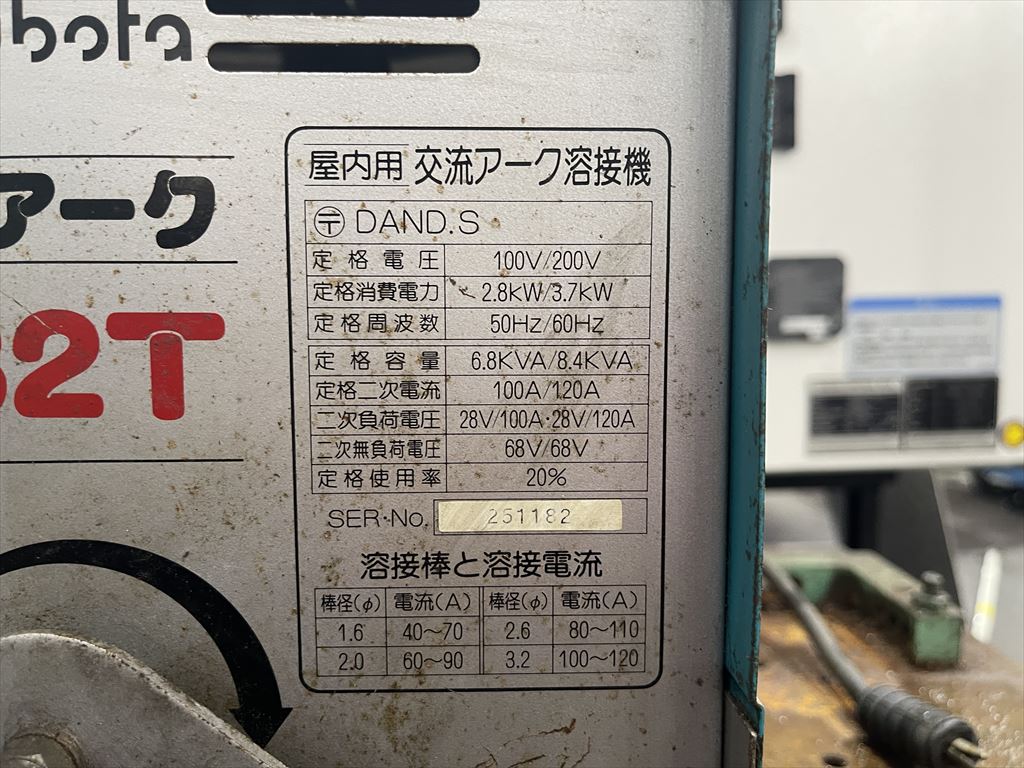 ubota
アーク
32T
屋内用 交流アーク溶接機
〶 DAND.S
定格電圧 100V/200V
定格消費電力 2.8KW/3.7KW
定格周波数 50Hz/60Hz
定格容量 6.8KVA/8.4KVA
定格二次電流 100A/120A
二次負荷電圧 28V/100A・28V/120A
二次無負荷電圧 68V/68V
定格使用率 20%
SER・No. 251182
溶接棒と溶接電流
棒径(φ) 電流(A) 棒径(φ) 電流(A)
1.6 40〜70 2.6 80〜110
2.0 60〜90 3.2 100〜120